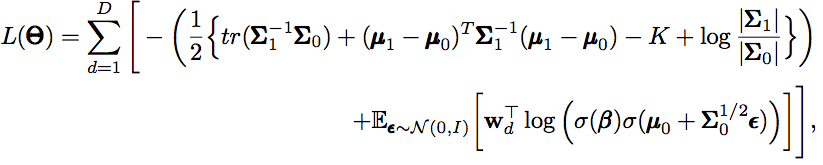 L(Θ) = ∑_{d=1}^{D} [ − ( 1/2 { tr(Σ₁⁻¹Σ₀) + (μ₁ − μ₀)ᵀ Σ₁⁻¹ (μ₁ − μ₀) − K + log |Σ₁|/|Σ₀| } )
+ 𝔼_{ϵ∼𝒩(0,I)} [ w_d^⊤ log ( σ(β)σ(μ₀ + Σ₀^{1/2} ϵ) ) ] ],